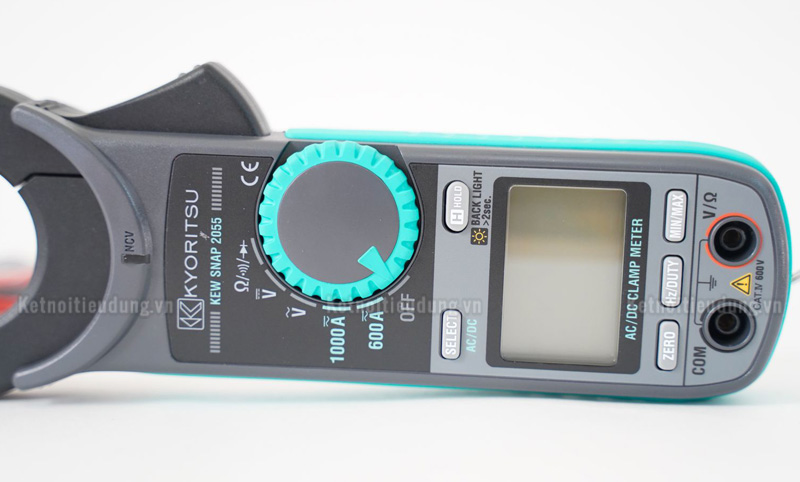 NCV
KYORITSU
KEW SNAP 2055
CE
Ω/•))/
V
V
1000A
600A
OFF
H HOLD
BACK LIGHT
>2sec.
SELECT
AC/DC
AC/DC CLAMP METER
MIN/MAX
Hz/DUTY
ZERO
V/Ω
CAT.IV 600V
COM
Ketnoitieudung.vn
Ketnoitieudung.vn
Ketnoitieudung.vn